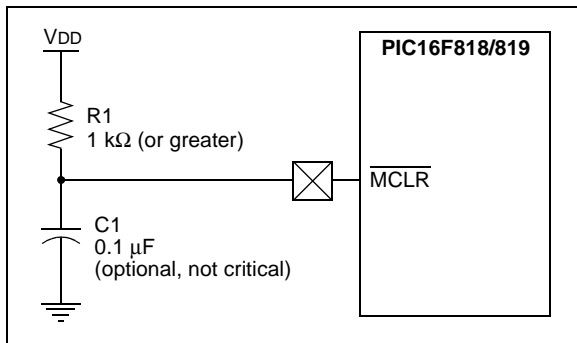 VDD
PIC16F818/819
R1
1 kΩ (or greater)
MCLR
C1
0.1 μF
(optional, not critical)